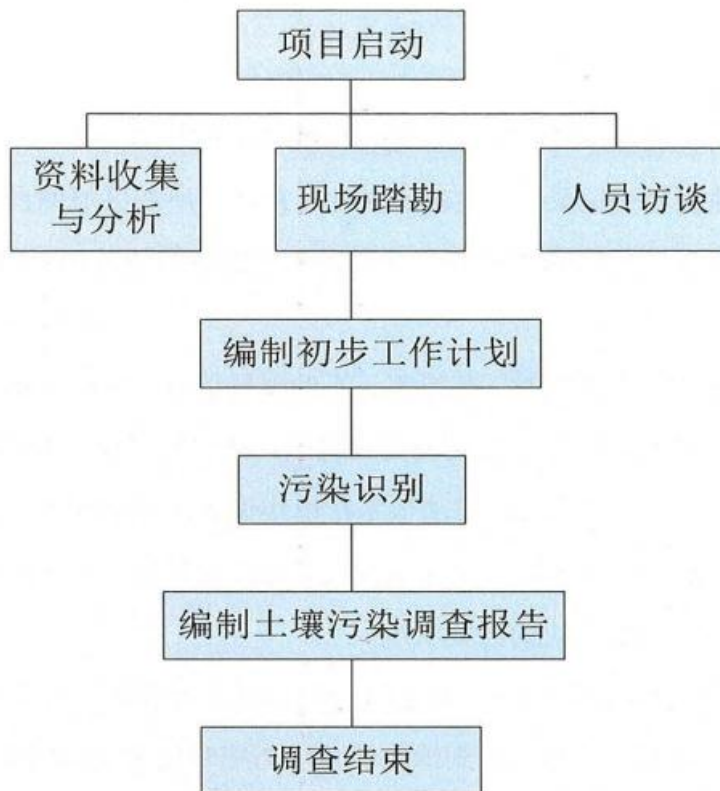 项目启动
资料收集
与分析
现场踏勘
人员访谈
编制初步工作计划
污染识别
编制土壤污染调查报告
调查结束